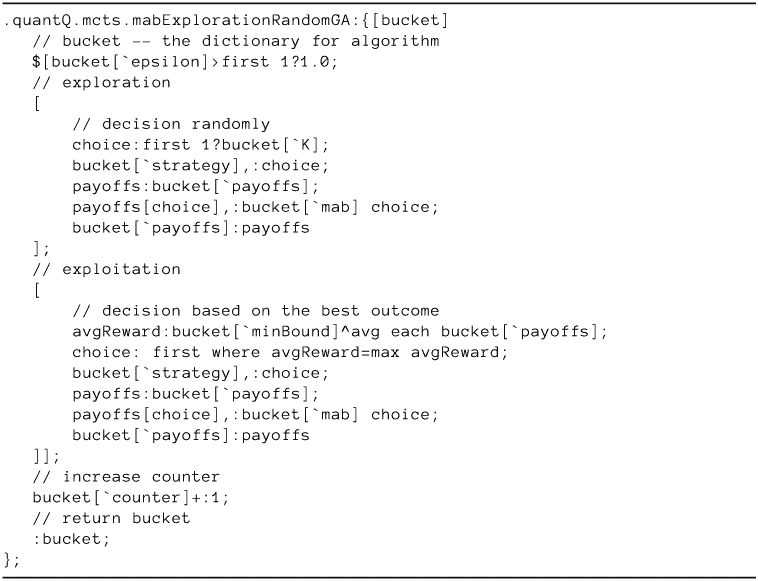 .quantQ.mcts.mabExplorationRandomGA:{[bucket]
// bucket -- the dictionary for algorithm
$[bucket[`epsilon]>first 1?1.0;
// exploration
[
// decision randomly
choice:first 1?bucket[`K];
bucket[`strategy],:choice;
payoffs:bucket[`payoffs];
payoffs[choice],:bucket[`mab] choice;
bucket[`payoffs]:payoffs
];
// exploitation
[
// decision based on the best outcome
avgReward:bucket[`minBound]^avg each bucket[`payoffs];
choice: first where avgReward=max avgReward;
bucket[`strategy],:choice;
payoffs:bucket[`payoffs];
payoffs[choice],:bucket[`mab] choice;
bucket[`payoffs]:payoffs
]];
// increase counter
bucket[`counter]+:1;
// return bucket
:bucket;
};